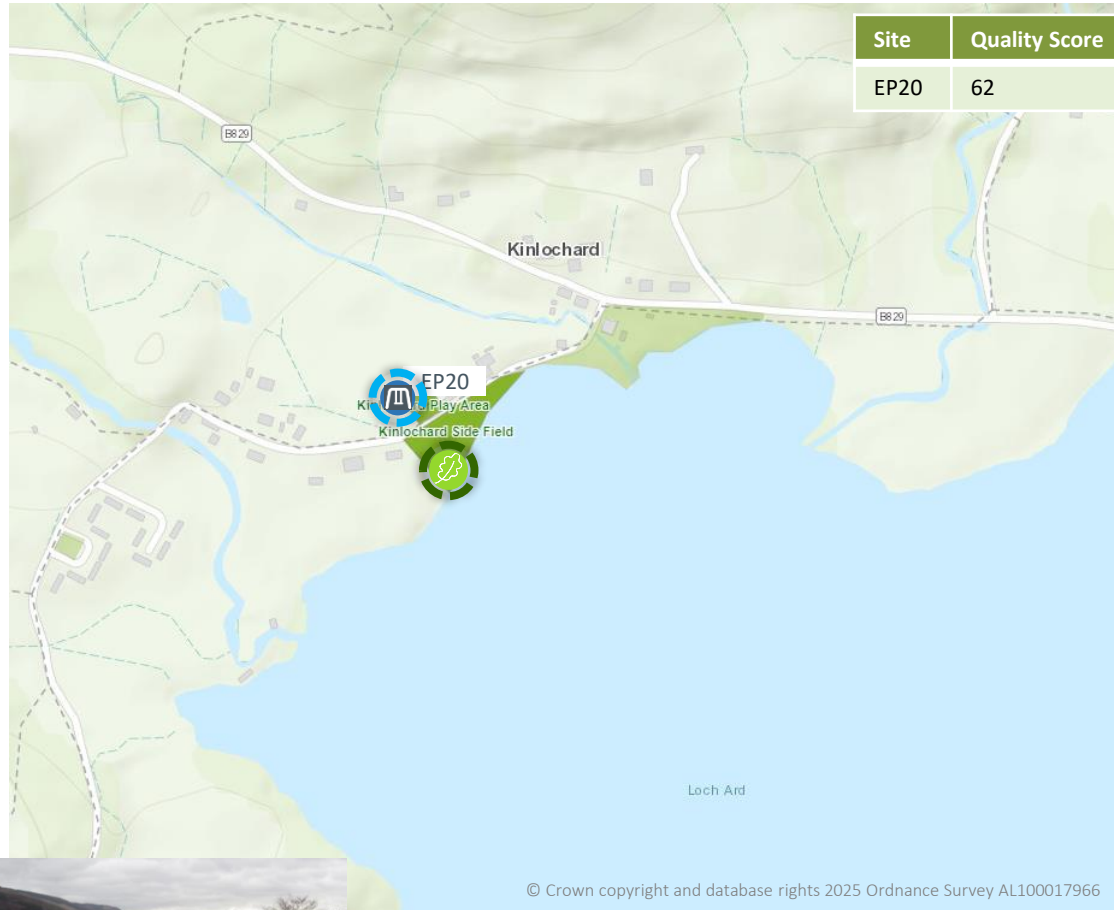 Site Quality Score
EP20 62
B829
Kinlochard
B829
EP20
Play Area
Kinlochard Side Field
Loch Ard
© Crown copyright and database rights 2025 Ordnance Survey AL100017966